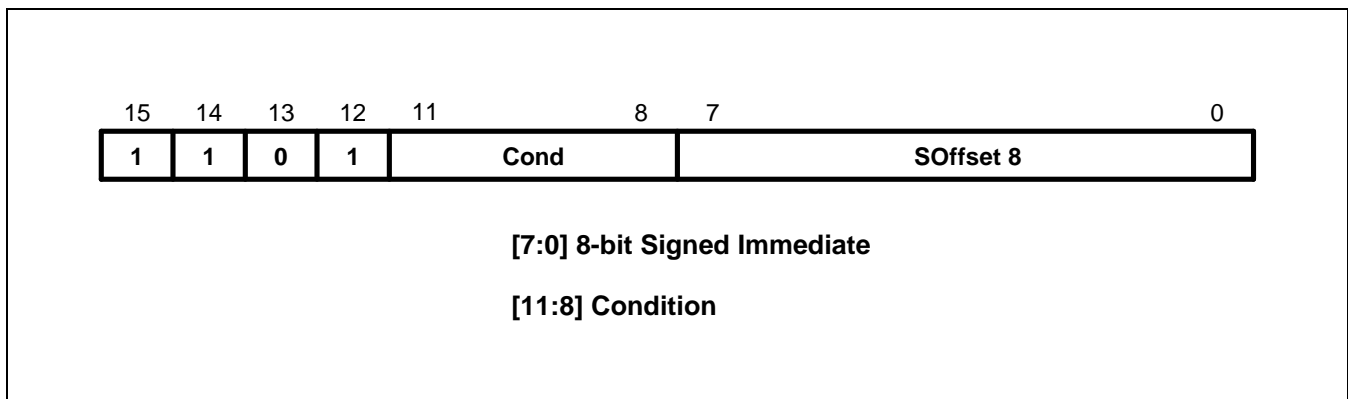 15 14 13 12 11 8 7 0
1 1 0 1 Cond SOffset 8
[7:0] 8-bit Signed Immediate
[11:8] Condition